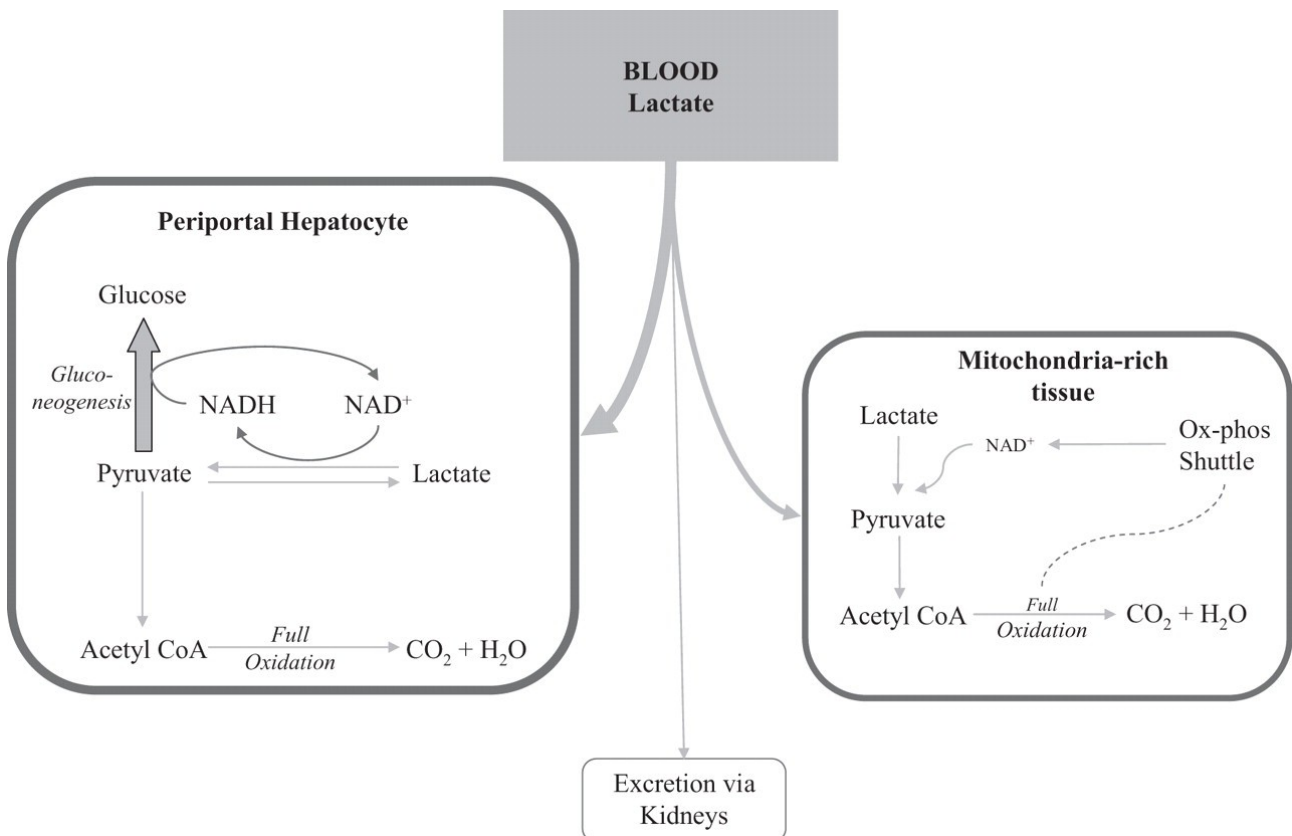 BLOOD
Lactate
Periportal Hepatocyte
Glucose
Gluco-
neogenesis
NADH
NAD⁺
Pyruvate
Lactate
Acetyl CoA
Full
Oxidation
CO₂ + H₂O
Mitochondria-rich
tissue
Lactate
NAD⁺
Ox-phos
Shuttle
Pyruvate
Acetyl CoA
Full
Oxidation
CO₂ + H₂O
Excretion via
Kidneys